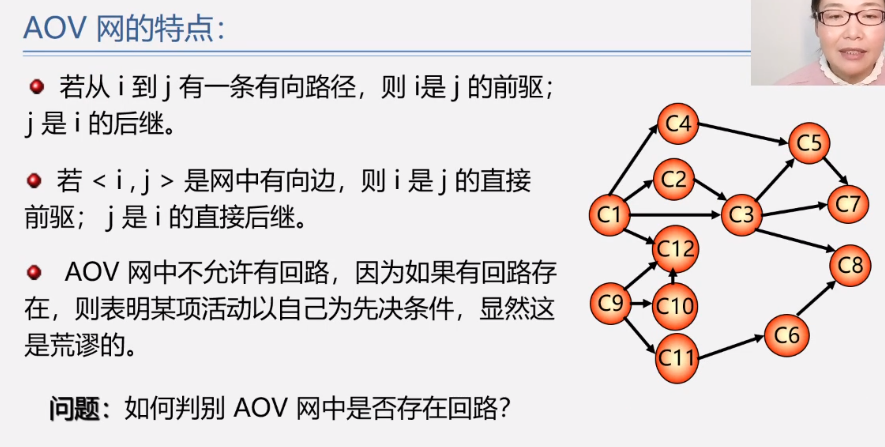 AOV 网的特点：
若从 i 到 j 有一条有向路径，则 i是 j 的前驱；
j 是 i 的后继。
若 < i , j > 是网中有向边，则 i 是 j 的直接
前驱； j 是 i 的直接后继。
AOV 网中不允许有回路，因为如果有回路存
在，则表明某项活动以自己为先决条件，显然这
是荒谬的。
问题：如何判别 AOV 网中是否存在回路？
C4
C5
C2
C1
C3
C7
C12
C8
C9
C10
C6
C11